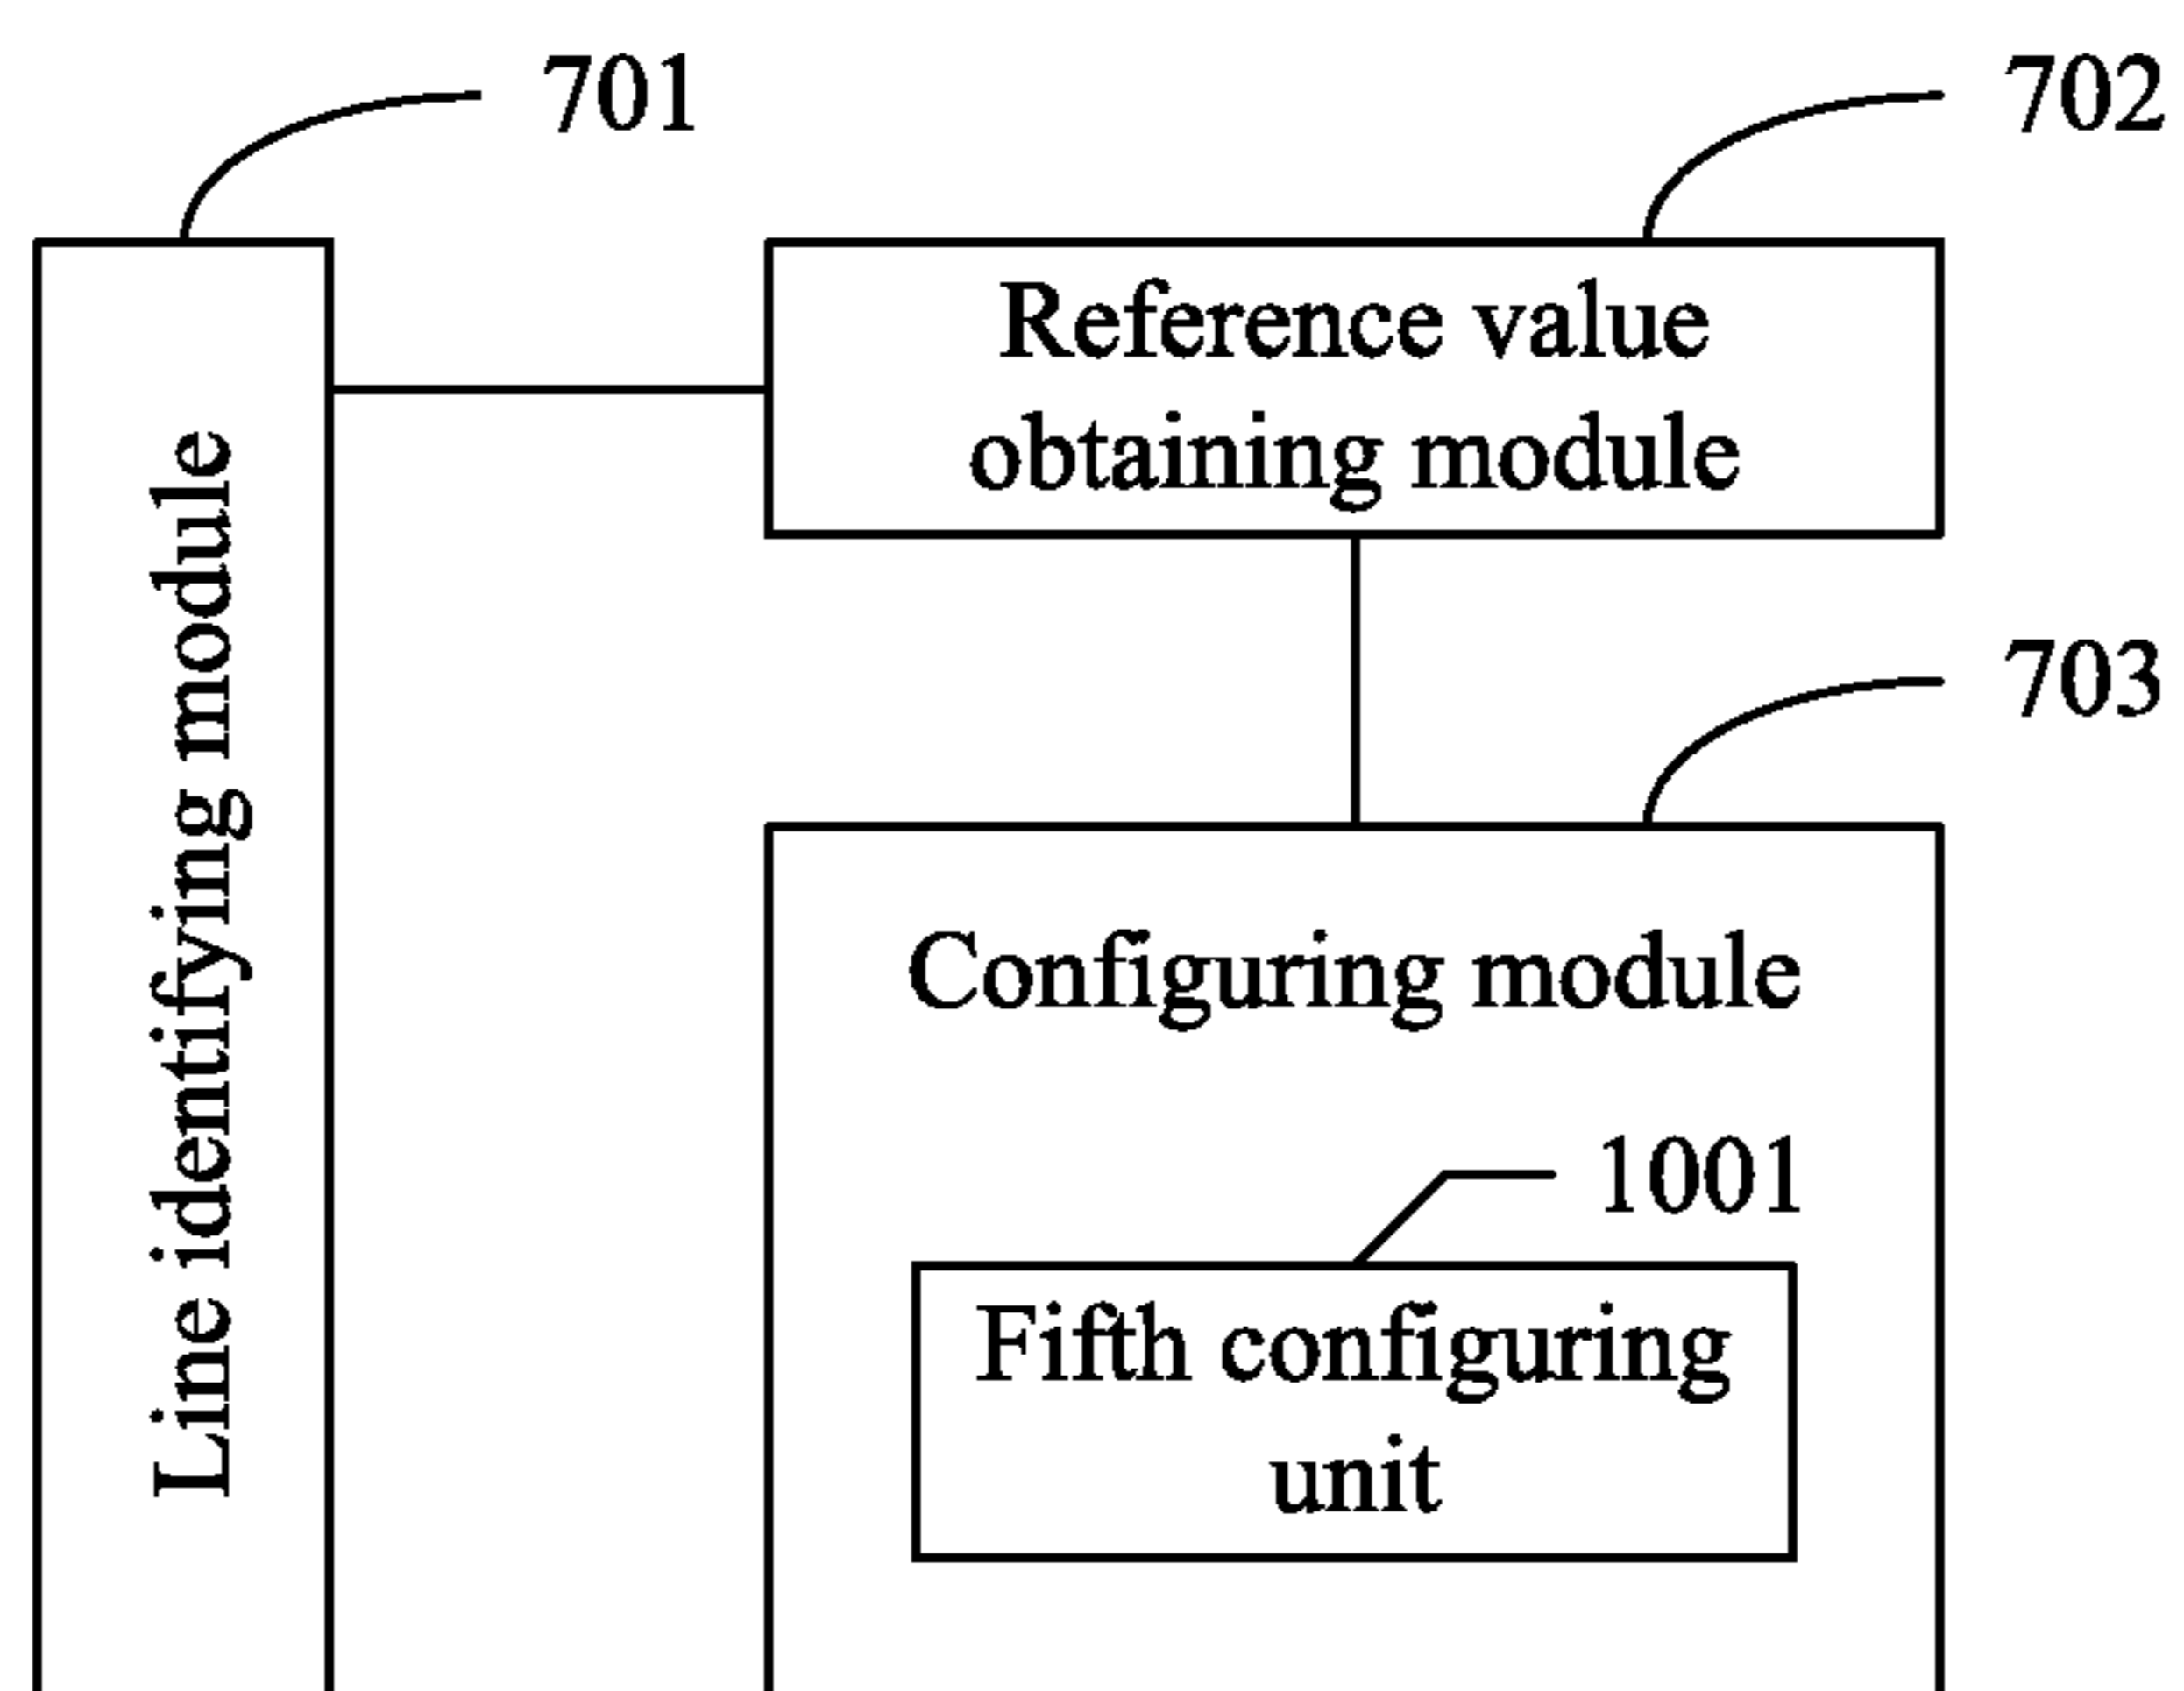 701
702
Reference value
obtaining module
Line identifying module
703
Configuring module
1001
Fifth configuring
unit